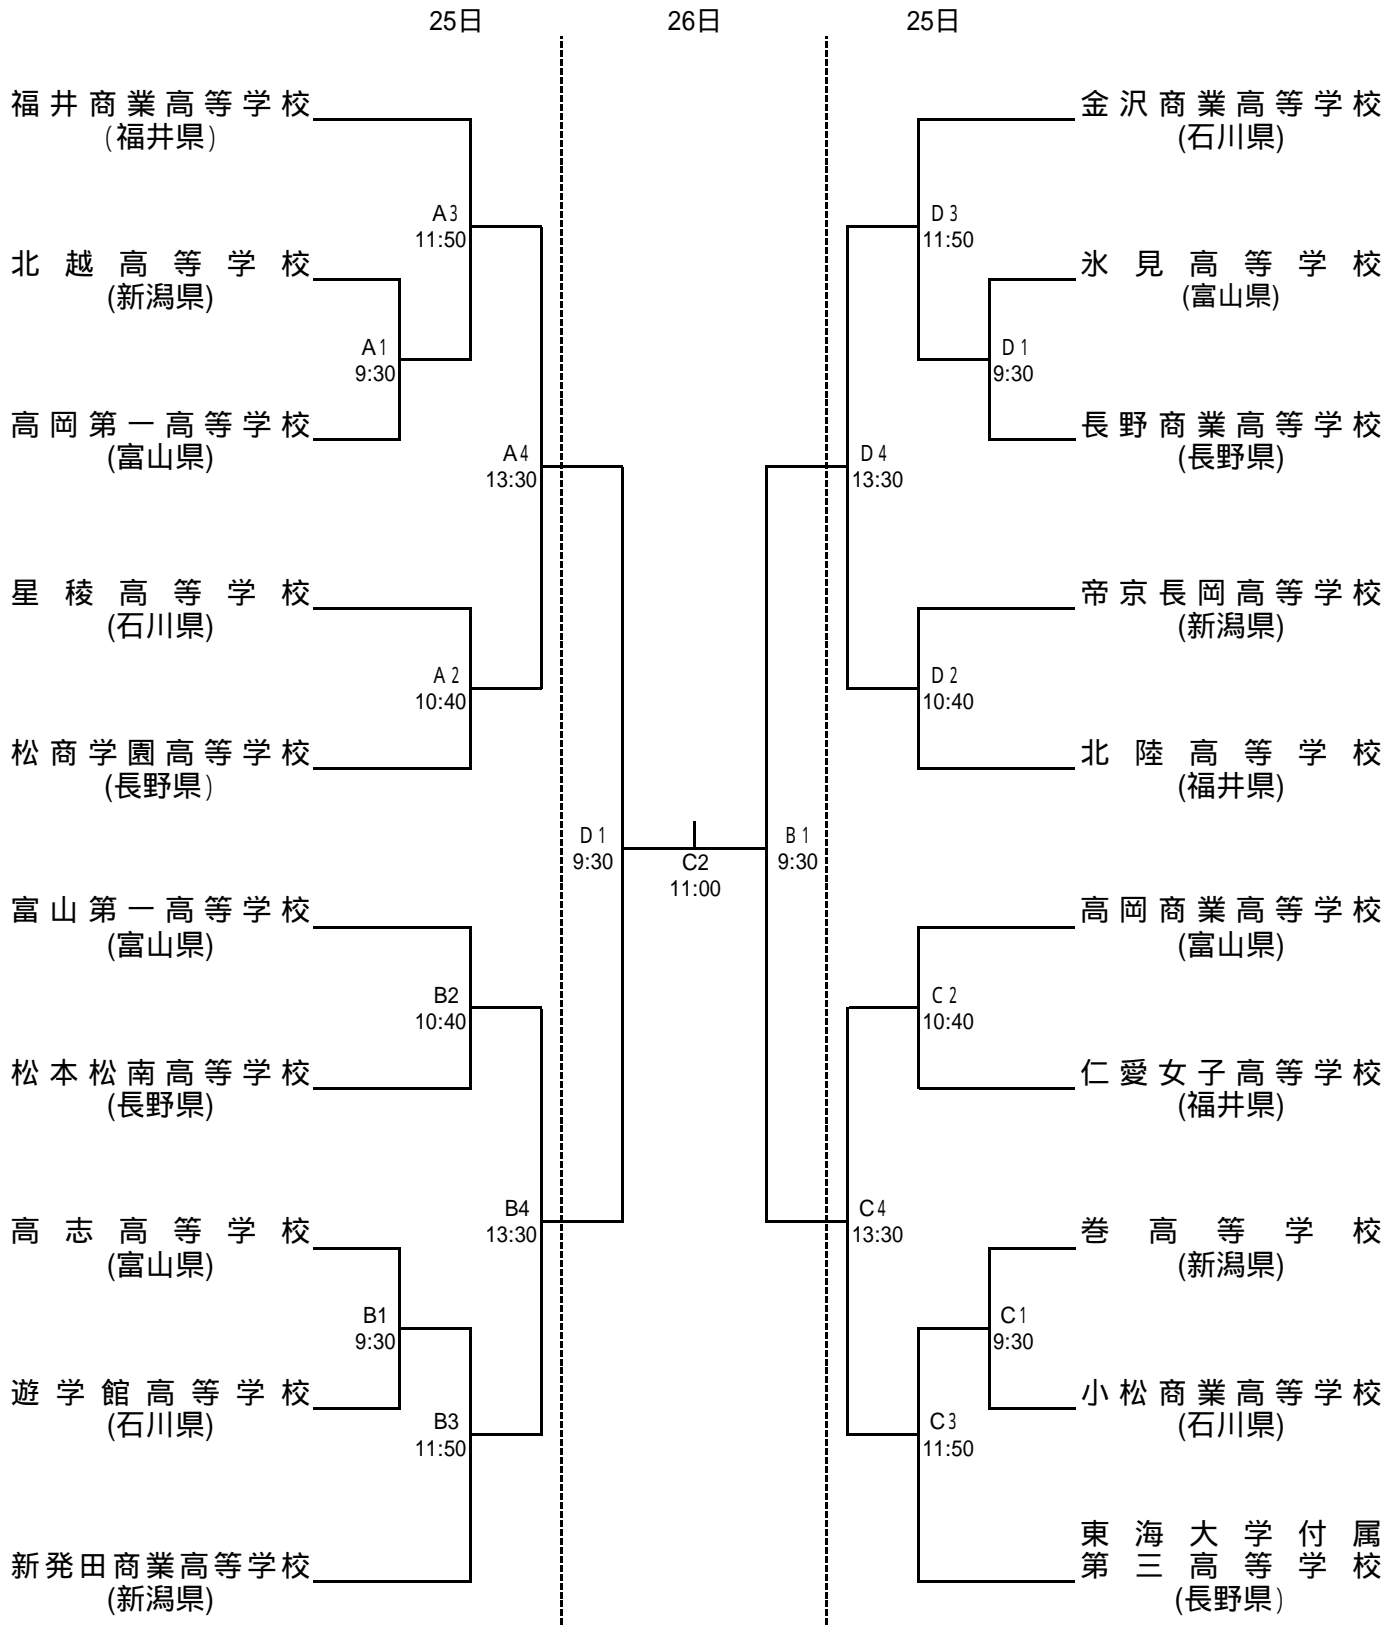 25日
26日
25日
福井商業高等学校
(福井県)
A3
11:50
北越高等学校
(新潟県)
A1
9:30
高岡第一高等学校
(富山県)
A4
13:30
星稜高等学校
(石川県)
A2
10:40
松商学園高等学校
(長野県)
D1
9:30
富山第一高等学校
(富山県)
B2
10:40
松本松南高等学校
(長野県)
B4
13:30
高志高等学校
(富山県)
B1
9:30
遊学館高等学校
(石川県)
B3
11:50
新発田商業高等学校
(新潟県)
C2
11:00
金沢商業高等学校
(石川県)
D3
11:50
氷見高等学校
(富山県)
D1
9:30
長野商業高等学校
(長野県)
D4
13:30
帝京長岡高等学校
(新潟県)
D2
10:40
北陸高等学校
(福井県)
B1
9:30
高岡商業高等学校
(富山県)
C2
10:40
仁愛女子高等学校
(福井県)
C4
13:30
巻高等学校
(新潟県)
C1
9:30
小松商業高等学校
(石川県)
C3
11:50
東海大学付属
第三高等学校
(長野県)